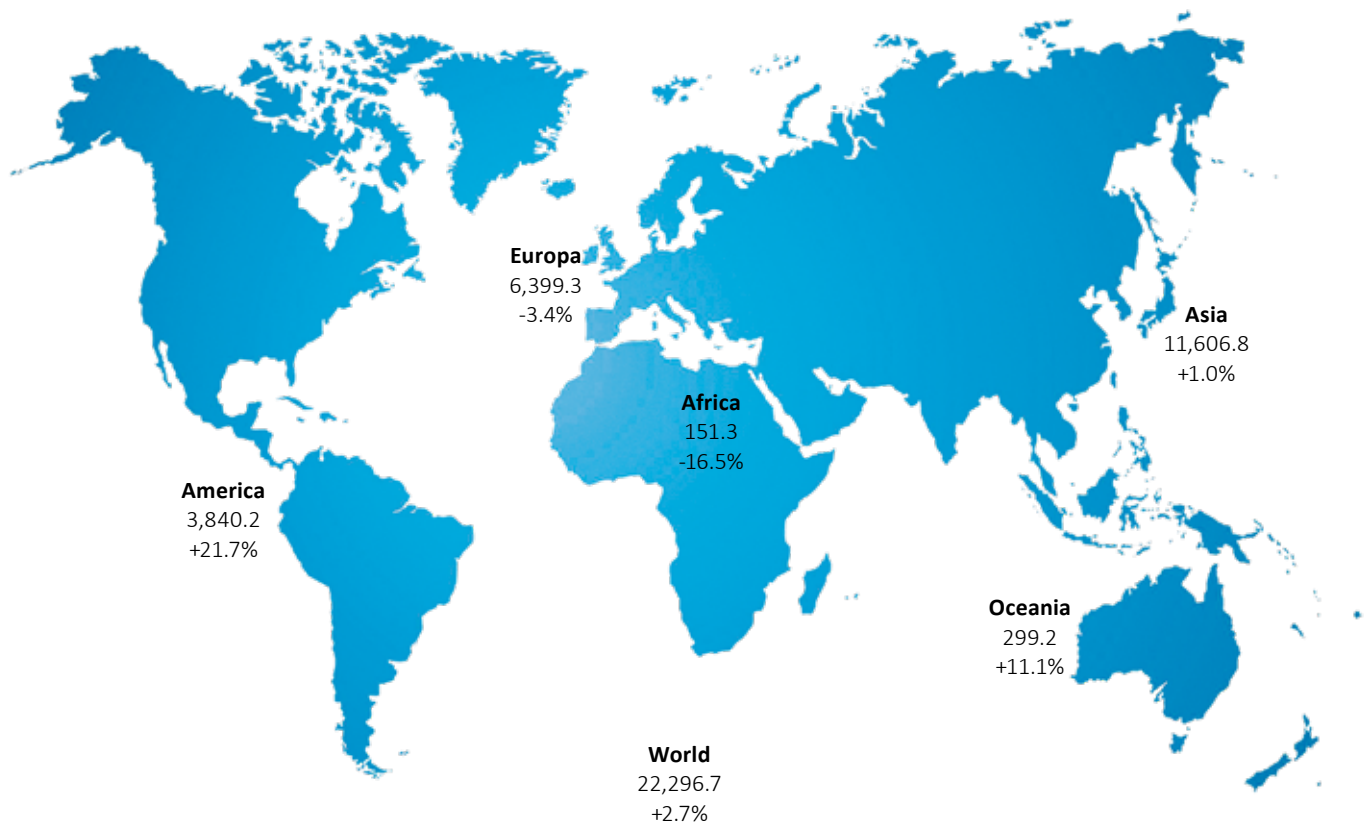 Europa
6,399.3
-3.4%
Asia
11,606.8
+1.0%
Africa
151.3
-16.5%
America
3,840.2
+21.7%
Oceania
299.2
+11.1%
World
22,296.7
+2.7%